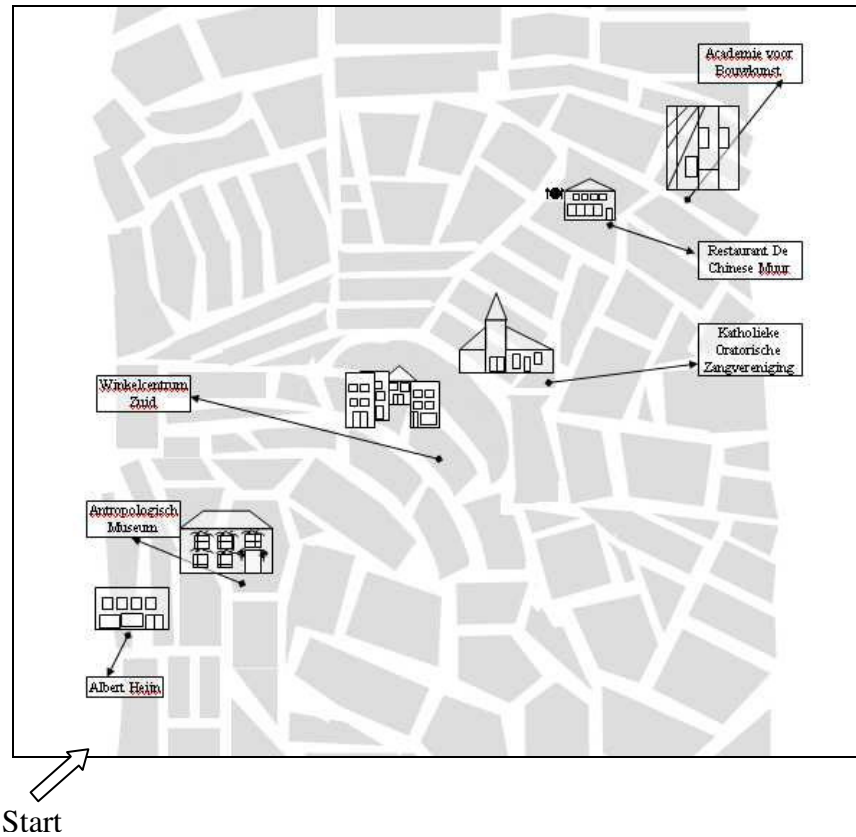 Academie voor
Bouwkunst
Restaurant De
Chinese Muur
Katholieke
Oratorische
Zangvereniging
Winkelcentrum
Zuid
Antropologisch
Museum
Albert Heijn
Start